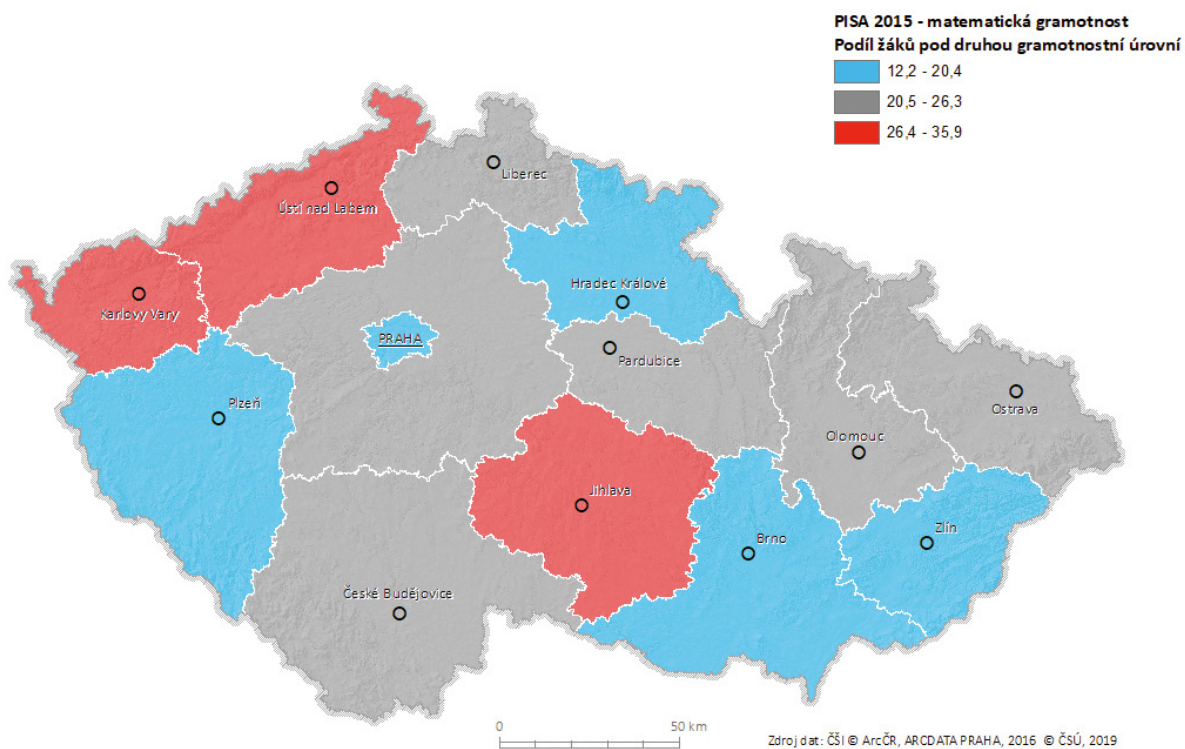 PISA 2015 - matematická gramotnost
Podíl žáků pod druhou gramotnostní úrovní
12,2 - 20,4
20,5 - 26,3
26,4 - 35,9
Liberec
Ústí nad Labem
Hradec Králové
Karlovy Vary
PRAHA
Pardubice
Plzeň
Ostrava
Olomouc
Jihlava
Zlín
Brno
České Budějovice
0 50 km
Zdroj dat: ČŠI © ArcČR, ARCDATA PRAHA, 2016 © ČSÚ, 2019